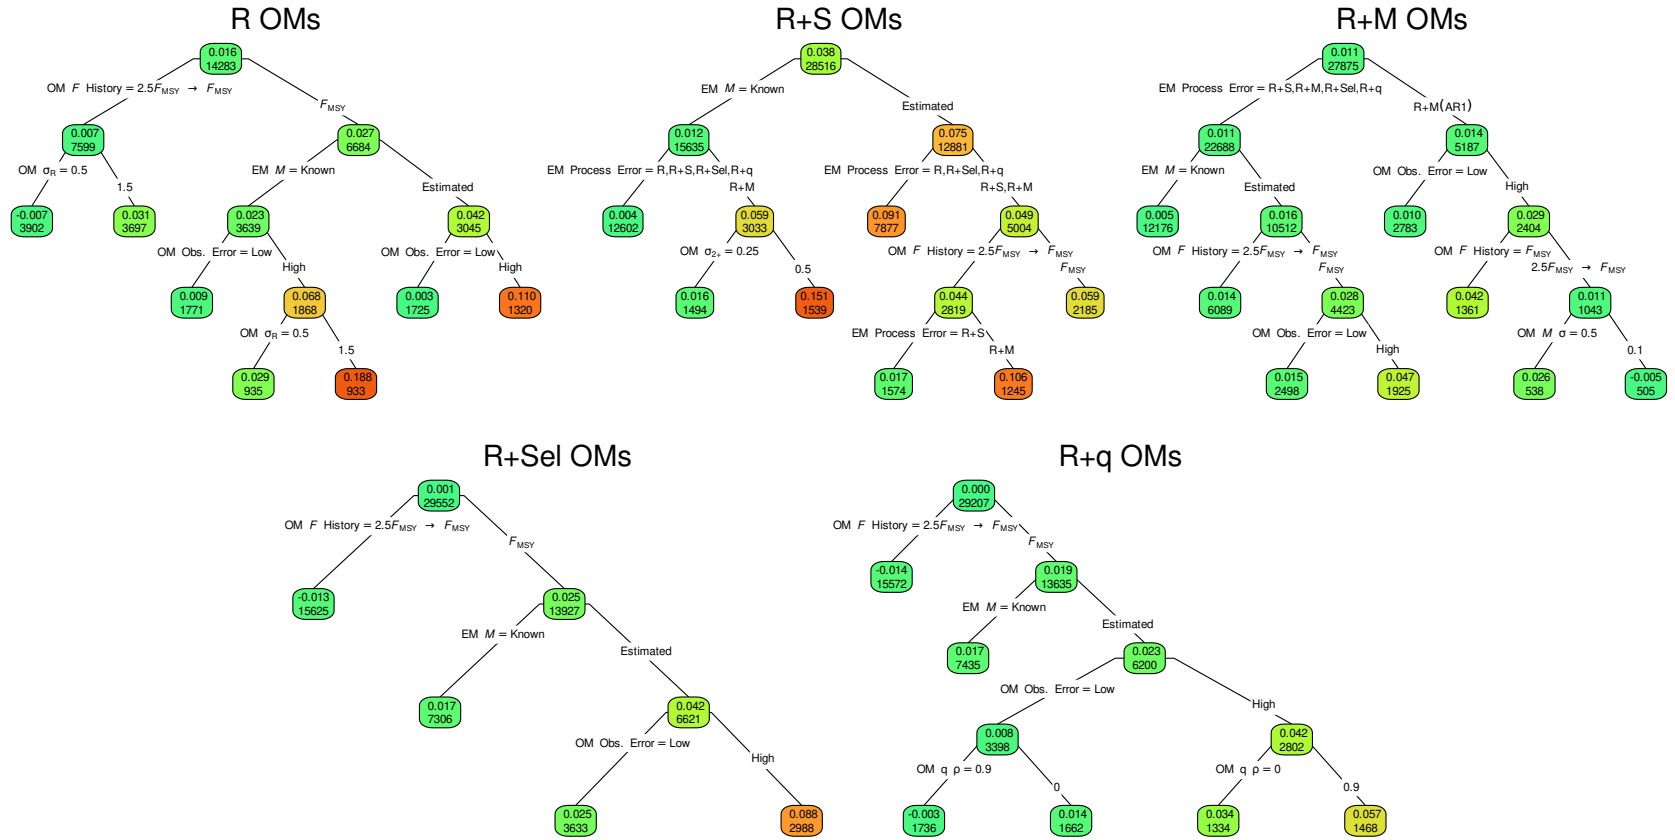 R OMs
0.016
14283
OM F History = 2.5F_MSY → F_MSY
F_MSY
0.007
7599
0.027
6684
OM σ_R = 0.5
1.5
EM M = Known
Estimated
-0.007
3902
0.031
3697
0.023
3639
0.042
3045
OM Obs. Error = Low
High
OM Obs. Error = Low
High
0.009
1771
0.068
1868
0.003
1725
0.110
1320
OM σ_R = 0.5
1.5
0.029
935
0.188
933
R+S OMs
0.038
28516
EM M = Known
Estimated
0.012
15635
0.075
12881
EM Process Error = R,R+S,R+Sel,R+q
R+M
EM Process Error = R,R+Sel,R+q
R+S,R+M
0.004
12602
0.059
3033
0.091
7877
0.049
5004
OM σ_2+ = 0.25
0.5
OM F History = 2.5F_MSY → F_MSY
F_MSY
0.016
1494
0.151
1539
0.044
2819
0.059
2185
EM Process Error = R+S
R+M
0.017
1574
0.106
1245
R+M OMs
0.011
27875
EM Process Error = R+S,R+M,R+Sel,R+q
R+M(AR1)
0.011
22688
0.014
5187
EM M = Known
Estimated
OM Obs. Error = Low
High
0.005
12176
0.016
10512
0.010
2783
0.029
2404
OM F History = 2.5F_MSY → F_MSY
F_MSY
OM F History = F_MSY
2.5F_MSY → F_MSY
0.014
6089
0.028
4423
0.042
1361
0.011
1043
OM Obs. Error = Low
High
OM M σ = 0.5
0.1
0.015
2498
0.047
1925
0.026
538
-0.005
505
R+Sel OMs
0.001
29552
OM F History = 2.5F_MSY → F_MSY
F_MSY
-0.013
15625
0.025
13927
EM M = Known
Estimated
0.017
7306
0.042
6621
OM Obs. Error = Low
High
0.025
3633
0.088
2988
R+q OMs
0.000
29207
OM F History = 2.5F_MSY → F_MSY
F_MSY
-0.014
15572
0.019
13635
EM M = Known
Estimated
0.017
7435
0.023
6200
OM Obs. Error = Low
High
0.008
3398
0.042
2802
OM q ρ = 0.9
0
OM q ρ = 0
0.9
-0.003
1736
0.014
1662
0.034
1334
0.057
1468